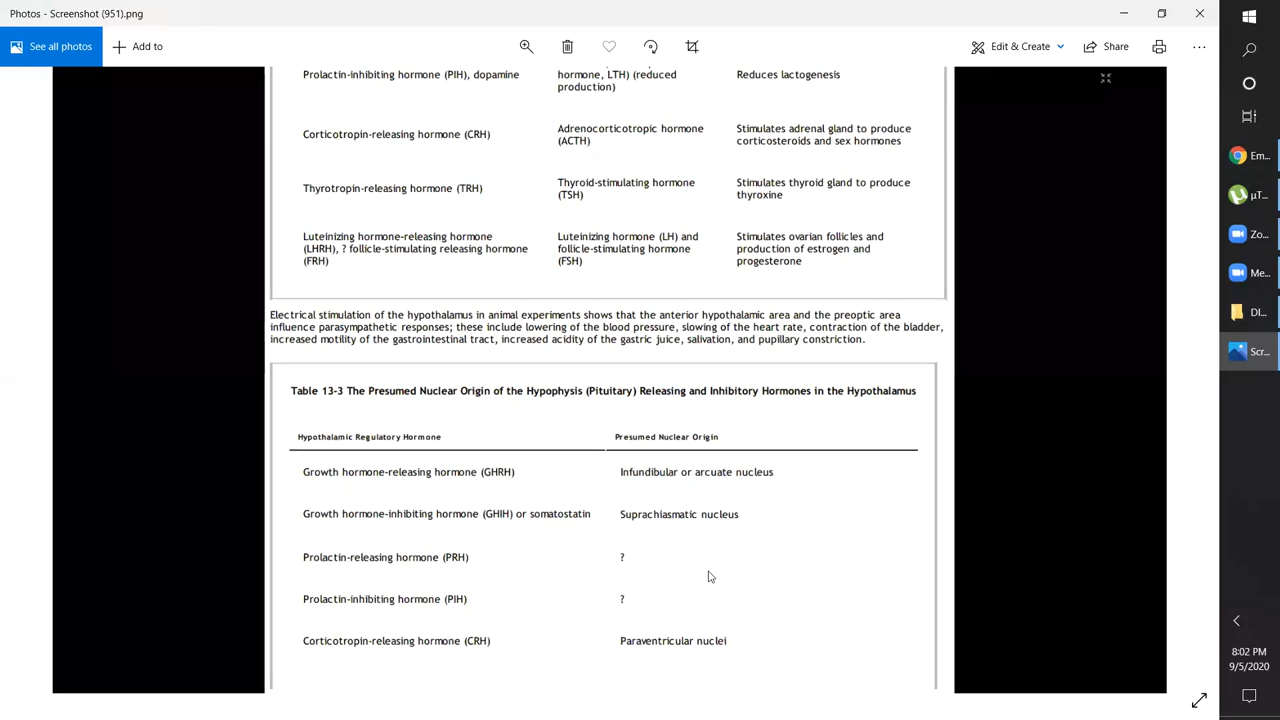 Photos - Screenshot (951).png
See all photos
Add to
Edit & Create
Share
Prolactin-inhibiting hormone (PIH), dopamine
hormone, LTH) (reduced
production)
Reduces lactogenesis
Corticotropin-releasing hormone (CRH)
Adrenocorticotropic hormone
(ACTH)
Stimulates adrenal gland to produce
corticosteroids and sex hormones
Thyrotropin-releasing hormone (TRH)
Thyroid-stimulating hormone
(TSH)
Stimulates thyroid gland to produce
thyroxine
Luteinizing hormone-releasing hormone
(LHRH), ? follicle-stimulating releasing hormone
(FRH)
Luteinizing hormone (LH) and
follicle-stimulating hormone
(FSH)
Stimulates ovarian follicles and
production of estrogen and
progesterone
Electrical stimulation of the hypothalamus in animal experiments shows that the anterior hypothalamic area and the preoptic area
influence parasympathetic responses; these include lowering of the blood pressure, slowing of the heart rate, contraction of the bladder,
increased motility of the gastrointestinal tract, increased acidity of the gastric juice, salivation, and pupillary constriction.
Table 13-3 The Presumed Nuclear Origin of the Hypophysis (Pituitary) Releasing and Inhibitory Hormones in the Hypothalamus
Hypothalamic Regulatory Hormone
Presumed Nuclear Origin
Growth hormone-releasing hormone (GHRH)
Infundibular or arcuate nucleus
Growth hormone-inhibiting hormone (GHIH) or somatostatin
Suprachiasmatic nucleus
Prolactin-releasing hormone (PRH)
?
Prolactin-inhibiting hormone (PIH)
?
Corticotropin-releasing hormone (CRH)
Paraventricular nuclei
Em...
µT...
Zo...
Me...
DI...
Scr...
8:02 PM
9/5/2020